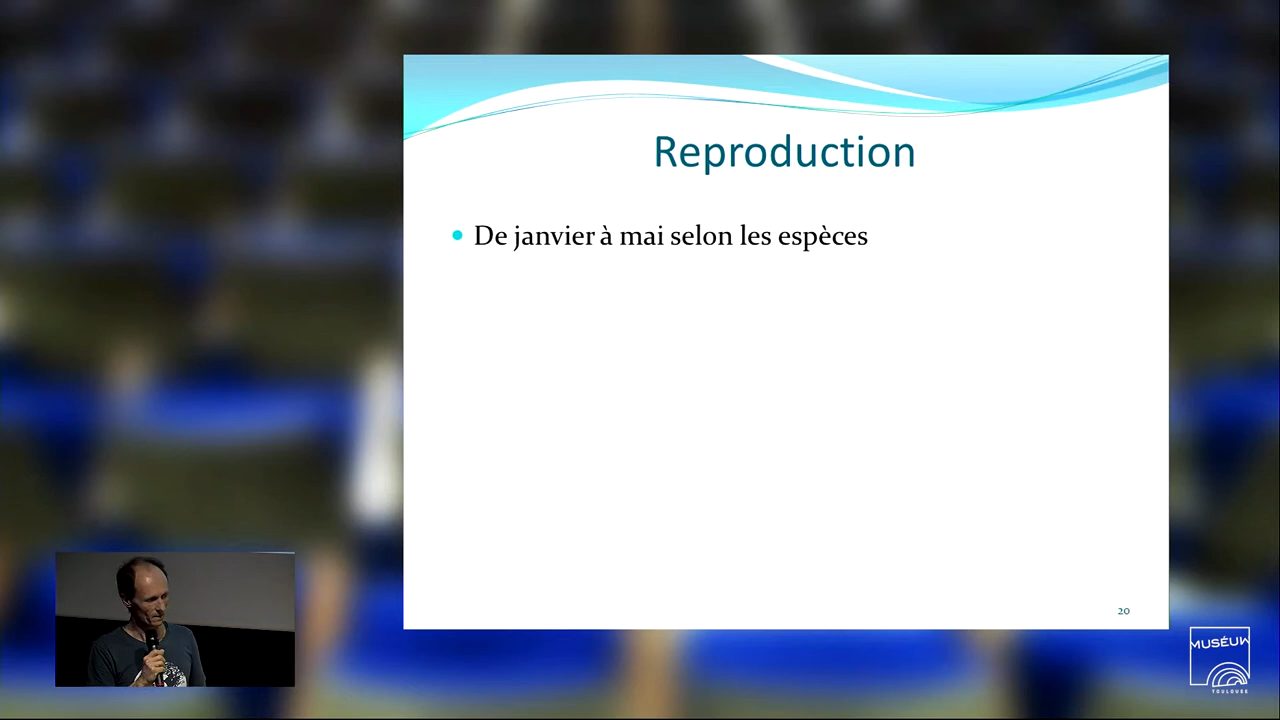 Reproduction
De janvier à mai selon les espèces
20
MUSÉUM
TOULOUSE